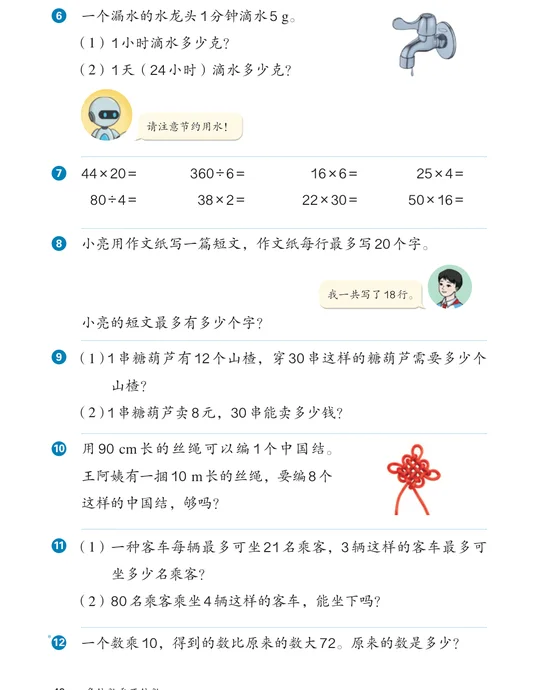 6 一个漏水的水龙头1分钟滴水5 g。
（1）1小时滴水多少克？
（2）1天（24小时）滴水多少克？
请注意节约用水！
7 44×20= 360÷6= 16×6= 25×4=
80÷4= 38×2= 22×30= 50×16=
8 小亮用作文纸写一篇短文，作文纸每行最多写20个字。
我一共写了18行。
小亮的短文最多有多少个字？
9 （1）1串糖葫芦有12个山楂，穿30串这样的糖葫芦需要多少个
山楂？
（2）1串糖葫芦卖8元，30串能卖多少钱？
10 用90 cm长的丝绳可以编1个中国结。
王阿姨有一捆10 m长的丝绳，要编8个
这样的中国结，够吗？
11 （1）一种客车每辆最多可坐21名乘客，3辆这样的客车最多可
坐多少名乘客？
（2）80名乘客乘坐4辆这样的客车，能坐下吗？
12 一个数乘10，得到的数比原来的数大72。原来的数是多少？